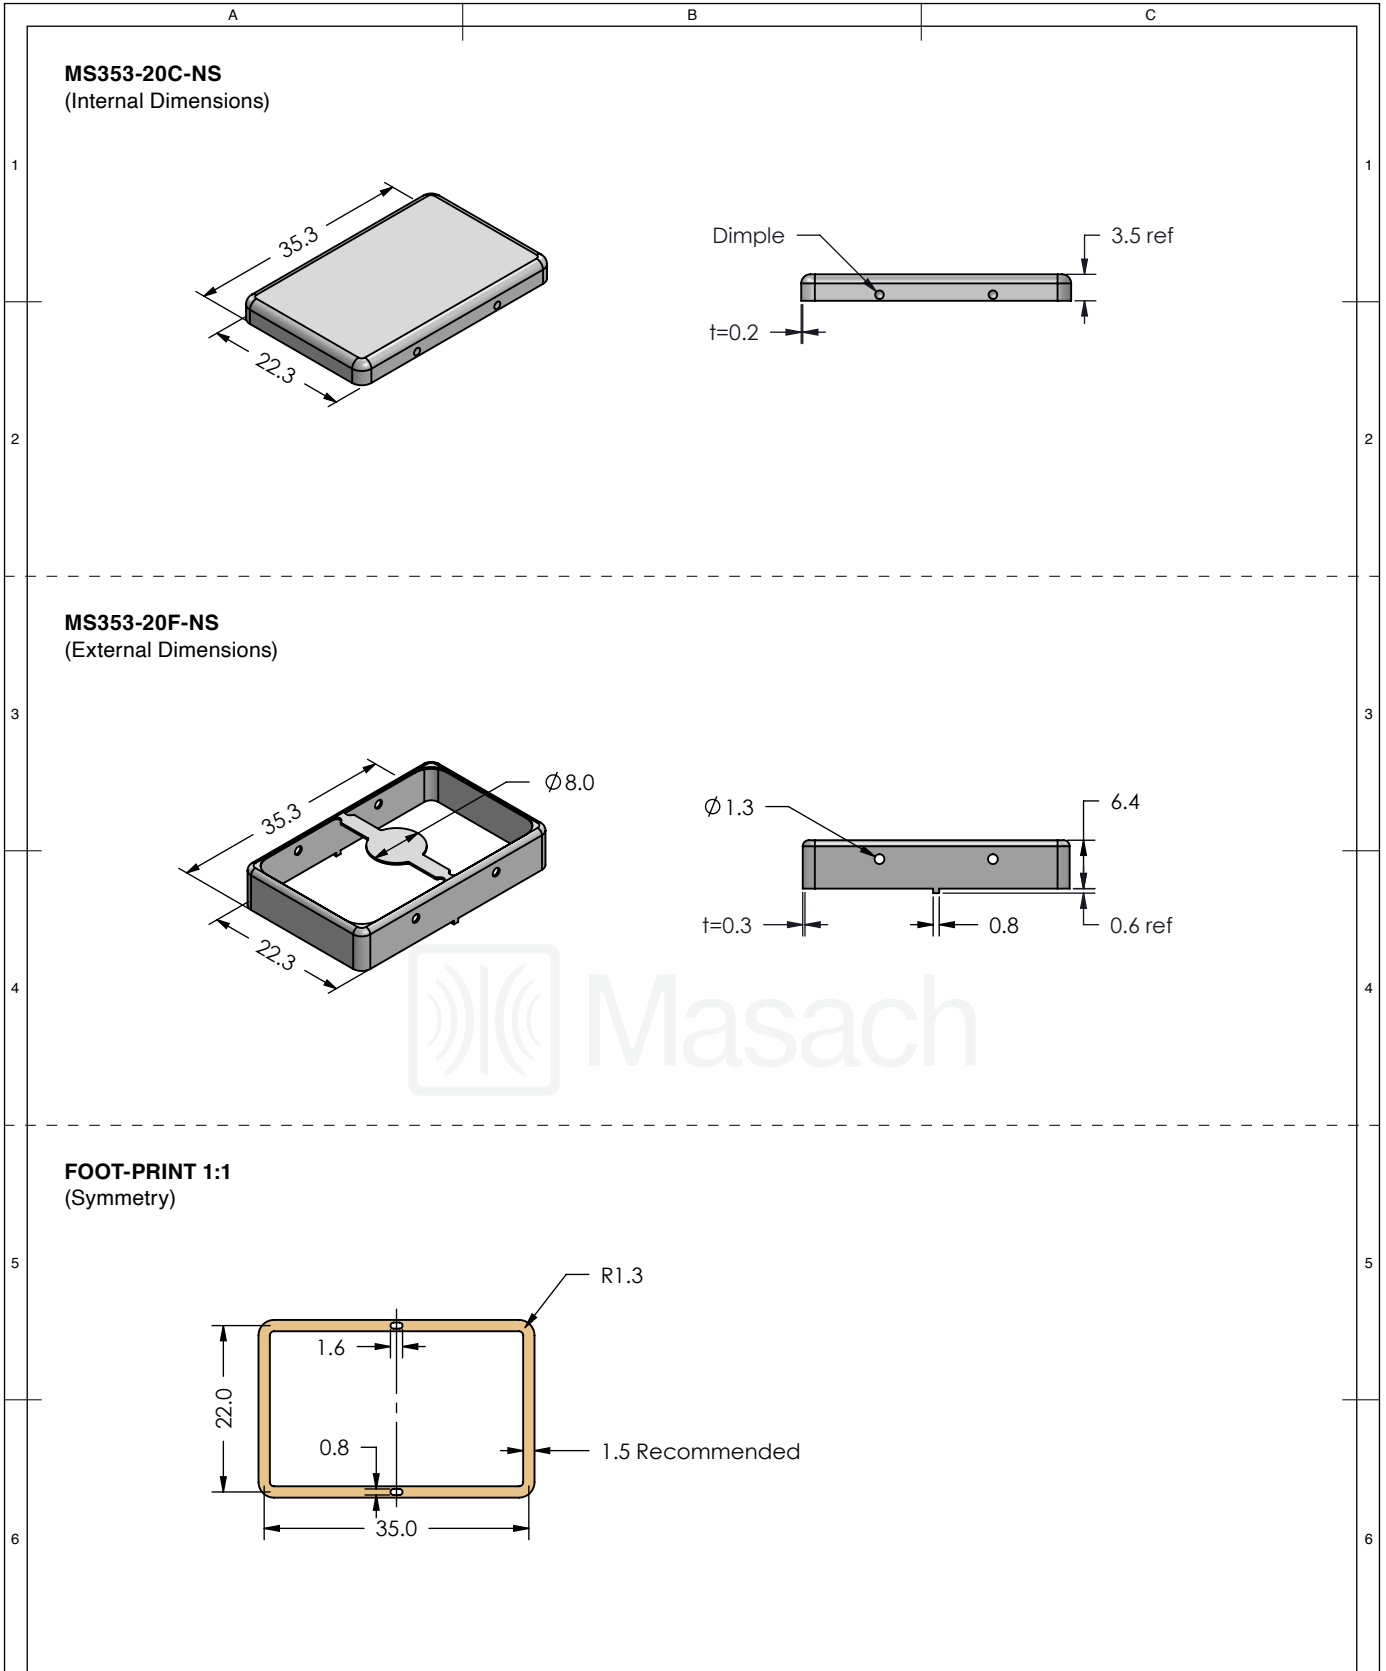 A B C
MS353-20C-NS
(Internal Dimensions)
1 1
35.3
22.3
Dimple
3.5 ref
t=0.2
2 2
MS353-20F-NS
(External Dimensions)
3 3
35.3
Ø8.0
22.3
Ø1.3
6.4
t=0.3
0.8
0.6 ref
Masach
4 4
FOOT-PRINT 1:1
(Symmetry)
5 5
R1.3
1.6
22.0
0.8
1.5 Recommended
35.0
6 6